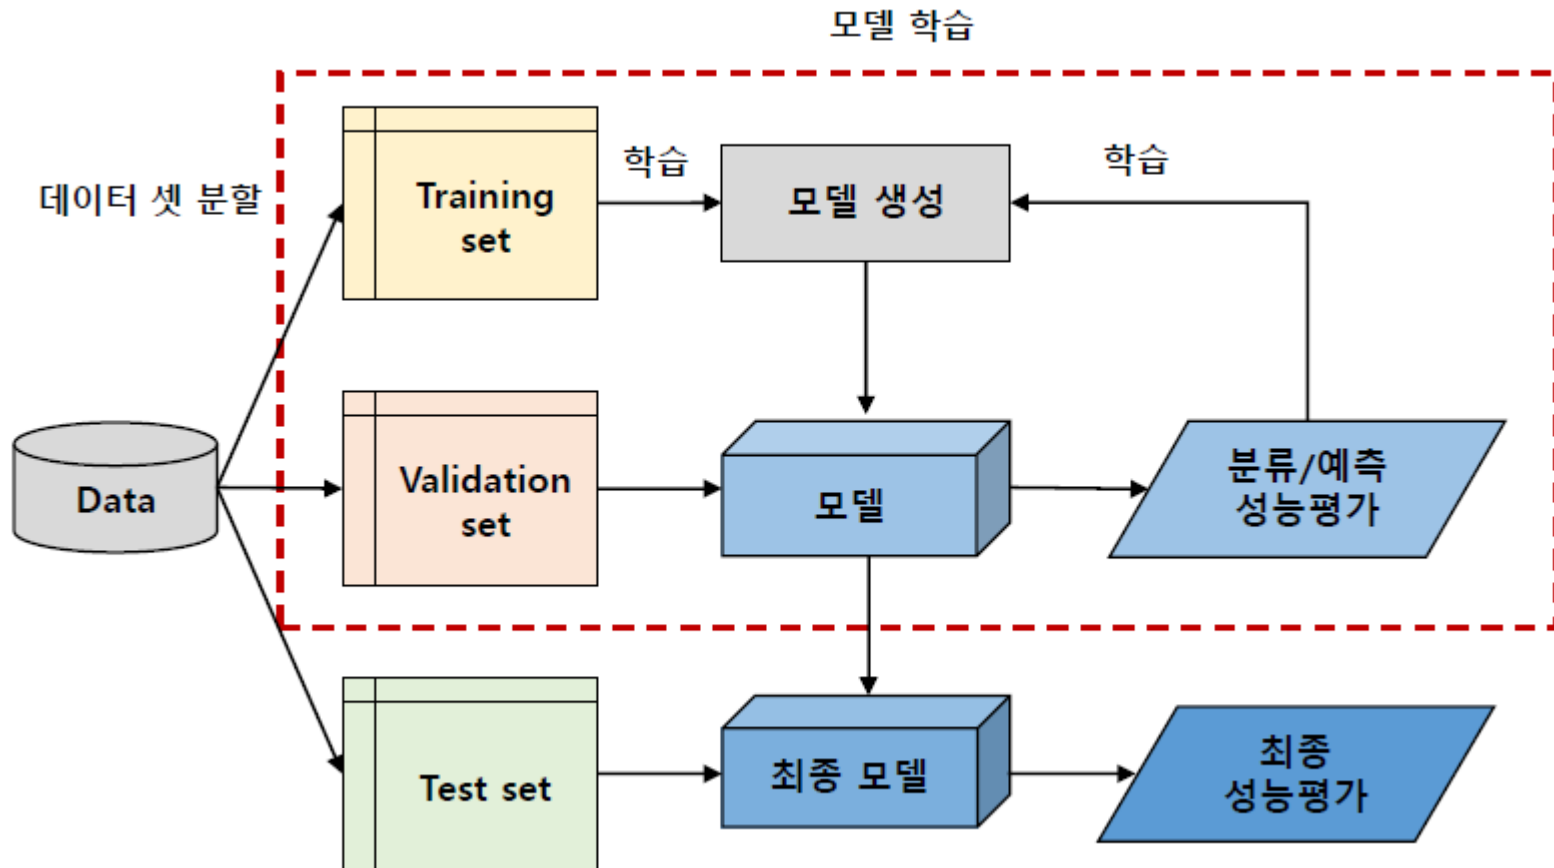 모델 학습
데이터 셋 분할
Training
set
학습
모델 생성
학습
Data
Validation
set
모델
분류/예측
성능평가
Test set
최종 모델
최종
성능평가